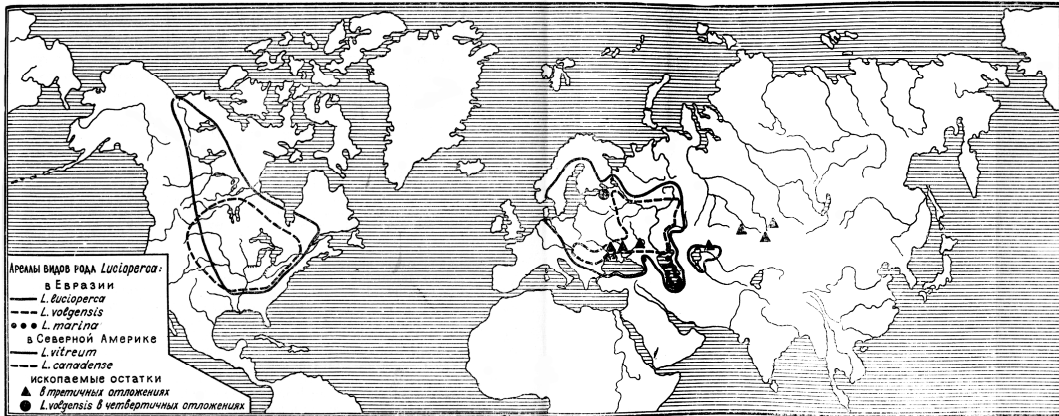 Ареалы видов рода Lucioperca:
в Евразии
L. lucioperca
L. volgensis
L. marina
в Северной Америке
L. vitreum
L. canadense
ископаемые остатки
в третичных отложениях
L. volgensis в четвертичных отложениях